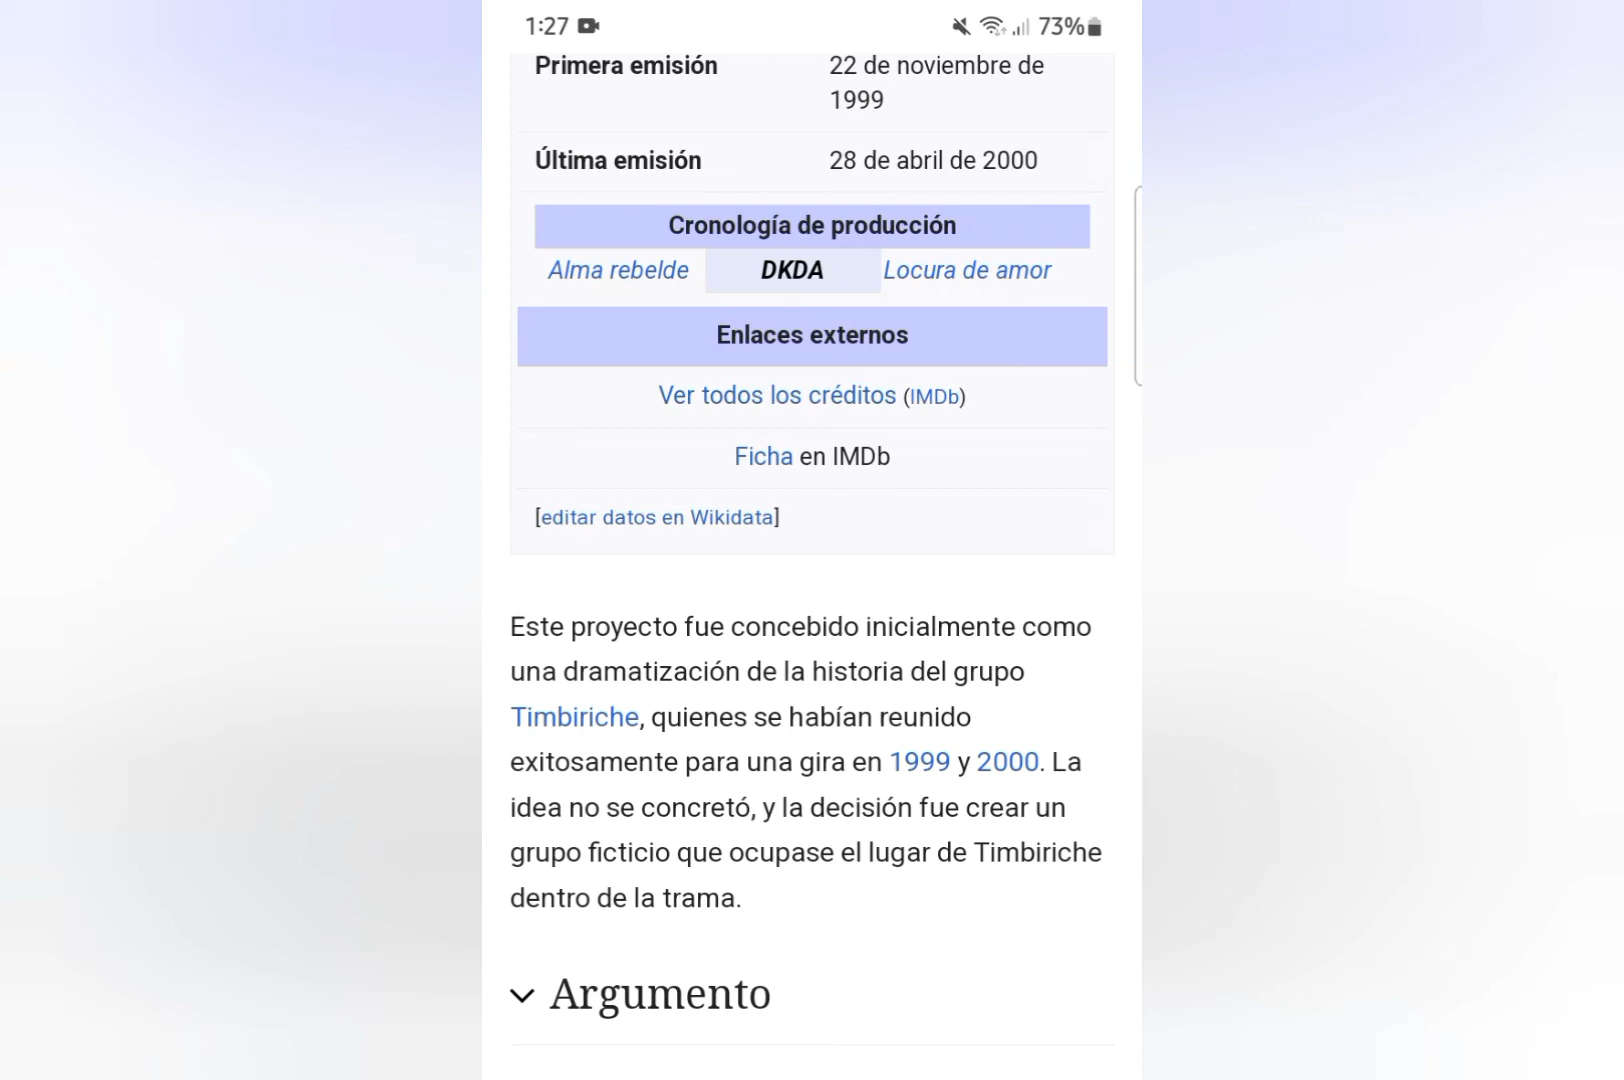 1:27 73%
Primera emisión 22 de noviembre de
1999
Última emisión 28 de abril de 2000
Cronología de producción
Alma rebelde DKDA Locura de amor
Enlaces externos
Ver todos los créditos (IMDb)
Ficha en IMDb
[editar datos en Wikidata]
Este proyecto fue concebido inicialmente como
una dramatización de la historia del grupo
Timbiriche, quienes se habían reunido
exitosamente para una gira en 1999 y 2000. La
idea no se concretó, y la decisión fue crear un
grupo ficticio que ocupase el lugar de Timbiriche
dentro de la trama.
Argumento